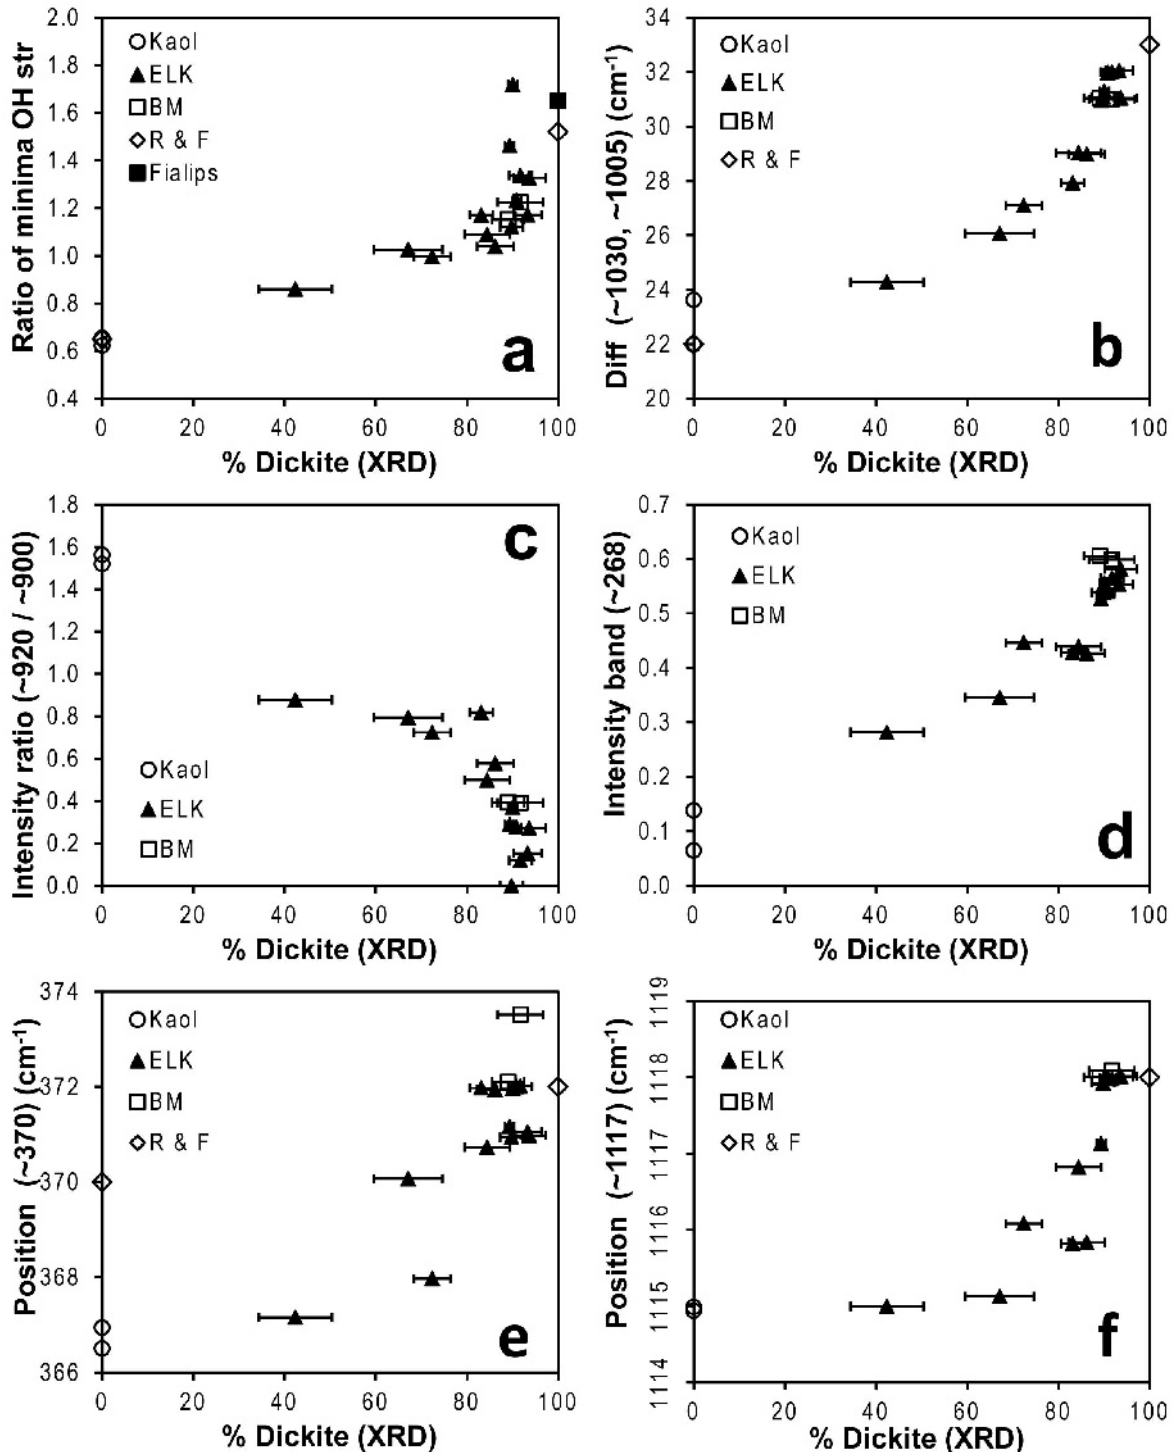 Ratio of minima OH str
2.0
1.8
1.6
1.4
1.2
1.0
0.8
0.6
0.4
Kaol
ELK
BM
R & F
Fialips
a
0 20 40 60 80 100
% Dickite (XRD)
Diff (~1030, ~1005) (cm⁻¹)
34
32
30
28
26
24
22
20
Kaol
ELK
BM
R & F
b
0 20 40 60 80 100
% Dickite (XRD)
Intensity ratio (~920 / ~900)
1.8
1.6
1.4
1.2
1.0
0.8
0.6
0.4
0.2
0.0
c
Kaol
ELK
BM
0 20 40 60 80 100
% Dickite (XRD)
Intensity band (~268)
0.7
0.6
0.5
0.4
0.3
0.2
0.1
0.0
Kaol
ELK
BM
d
0 20 40 60 80 100
% Dickite (XRD)
Position (~370) (cm⁻¹)
374
372
370
368
366
Kaol
ELK
BM
R & F
e
0 20 40 60 80 100
% Dickite (XRD)
Position (~1117) (cm⁻¹)
1119
1118
1117
1116
1115
1114
Kaol
ELK
BM
R & F
f
0 20 40 60 80 100
% Dickite (XRD)